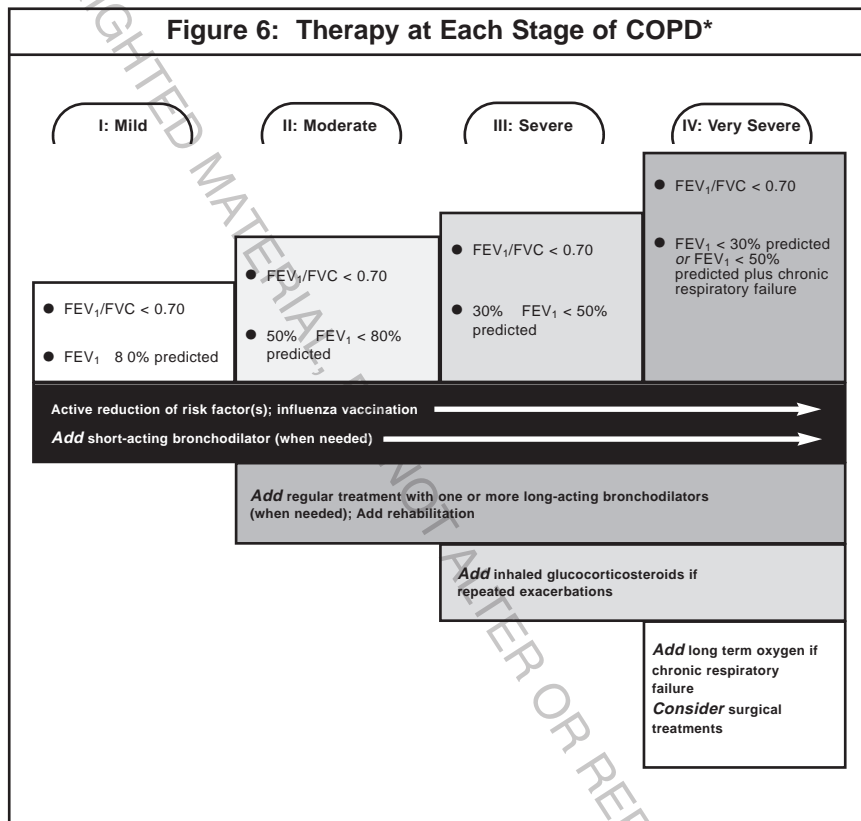 Figure 6: Therapy at Each Stage of COPD*
I: Mild
II: Moderate
III: Severe
IV: Very Severe
● FEV₁/FVC < 0.70
● FEV₁ 8 0% predicted
● FEV₁/FVC < 0.70
● 50% FEV₁ < 80%
predicted
● FEV₁/FVC < 0.70
● 30% FEV₁ < 50%
predicted
● FEV₁/FVC < 0.70
● FEV₁ < 30% predicted
or FEV₁ < 50%
predicted plus chronic
respiratory failure
Active reduction of risk factor(s); influenza vaccination
Add short-acting bronchodilator (when needed)
Add regular treatment with one or more long-acting bronchodilators
(when needed); Add rehabilitation
Add inhaled glucocorticosteroids if
repeated exacerbations
Add long term oxygen if
chronic respiratory
failure
Consider surgical
treatments
MATERIAL,
NOT ALTER OR